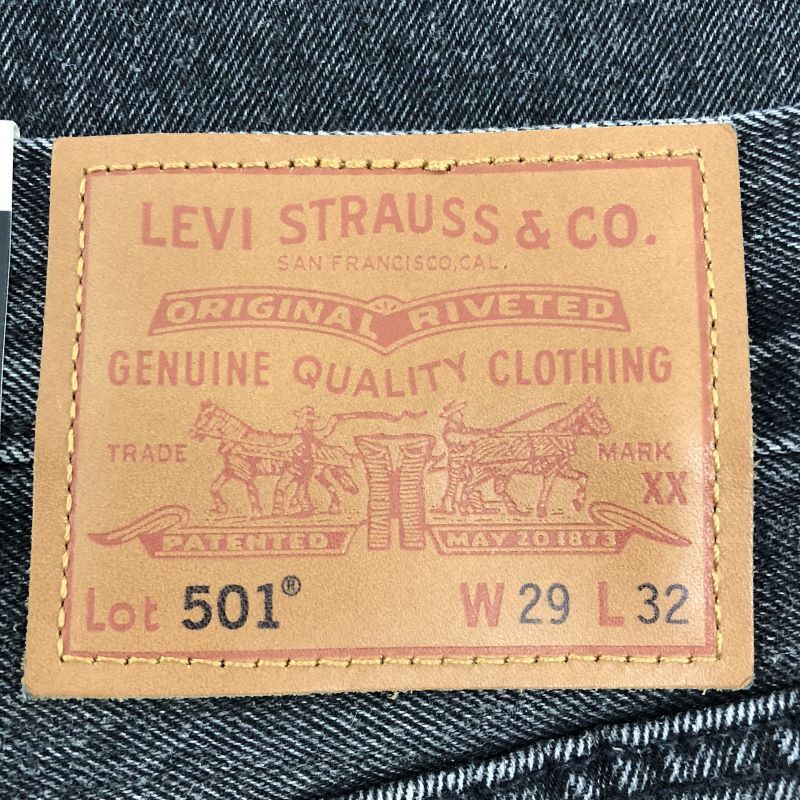 LEVI STRAUSS & CO.
SAN FRANCISCO, CAL.
ORIGINAL RIVETED
GENUINE QUALITY CLOTHING
TRADE MARK
XX
PATENTED MAY 20 1873
Lot 501® W 29 L 32